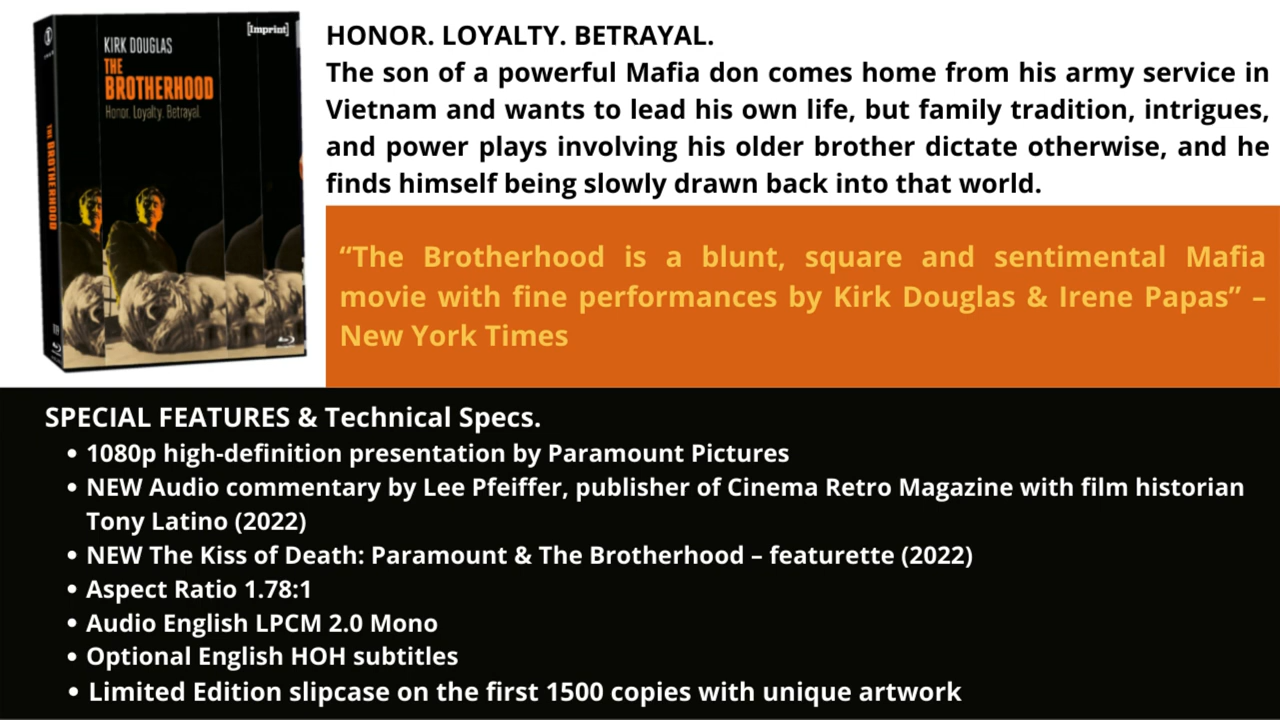 KIRK DOUGLAS
THE
BROTHERHOOD
Honor. Loyalty. Betrayal.
[Imprint]
THE BROTHERHOOD
HONOR. LOYALTY. BETRAYAL.
The son of a powerful Mafia don comes home from his army service in
Vietnam and wants to lead his own life, but family tradition, intrigues,
and power plays involving his older brother dictate otherwise, and he
finds himself being slowly drawn back into that world.
“The Brotherhood is a blunt, square and sentimental Mafia
movie with fine performances by Kirk Douglas & Irene Papas” –
New York Times
SPECIAL FEATURES & Technical Specs.
• 1080p high-definition presentation by Paramount Pictures
• NEW Audio commentary by Lee Pfeiffer, publisher of Cinema Retro Magazine with film historian
Tony Latino (2022)
• NEW The Kiss of Death: Paramount & The Brotherhood – featurette (2022)
• Aspect Ratio 1.78:1
• Audio English LPCM 2.0 Mono
• Optional English HOH subtitles
• Limited Edition slipcase on the first 1500 copies with unique artwork